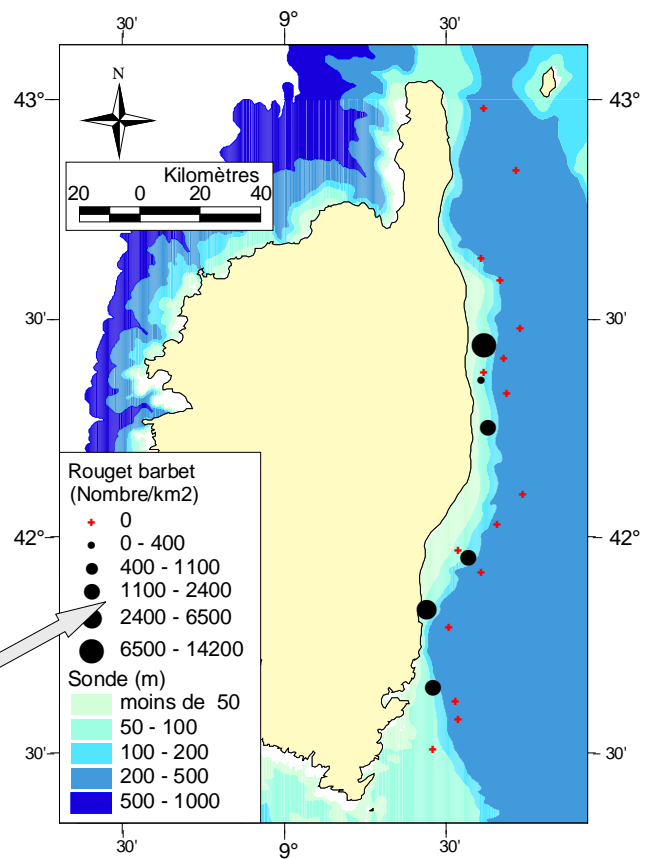 30' 9° 30'
43°
43°
N
Kilomètres
20 0 20 40
30'
30'
Rouget barbet
(Nombre/km2)
0
0 - 400
400 - 1100
1100 - 2400
2400 - 6500
6500 - 14200
42°
42°
Sonde (m)
moins de 50
50 - 100
100 - 200
200 - 500
500 - 1000
30'
30'
30' 9° 30'